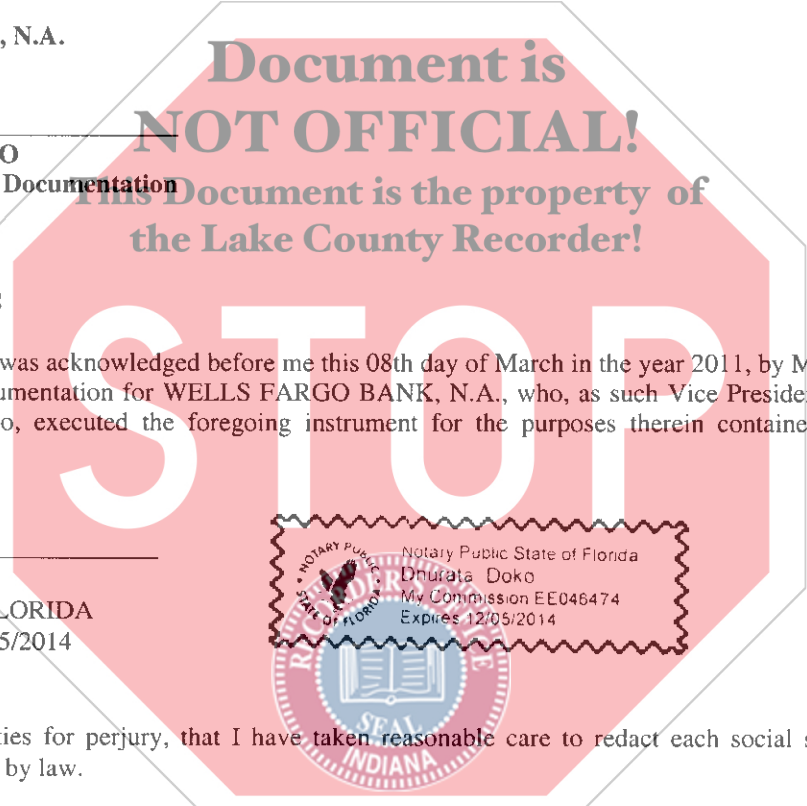 , N.A.
Document is
NOT OFFICIAL!
O
Documentation
This Document is the property of
the Lake County Recorder!
STOP
was acknowledged before me this 08th day of March in the year 2011, by M
umentation for WELLS FARGO BANK, N.A., who, as such Vice Preside
o, executed the foregoing instrument for the purposes therein containe
NOTARY PUBLIC
STATE OF FLORIDA
Notary Public State of Florida
Dhurata Doko
My Commission EE046474
Expires 12/05/2014
LORIDA
5/2014
RECORDER'S OFFICE
SEAL
INDIANA
ties for perjury, that I have taken reasonable care to redact each social s
by law.